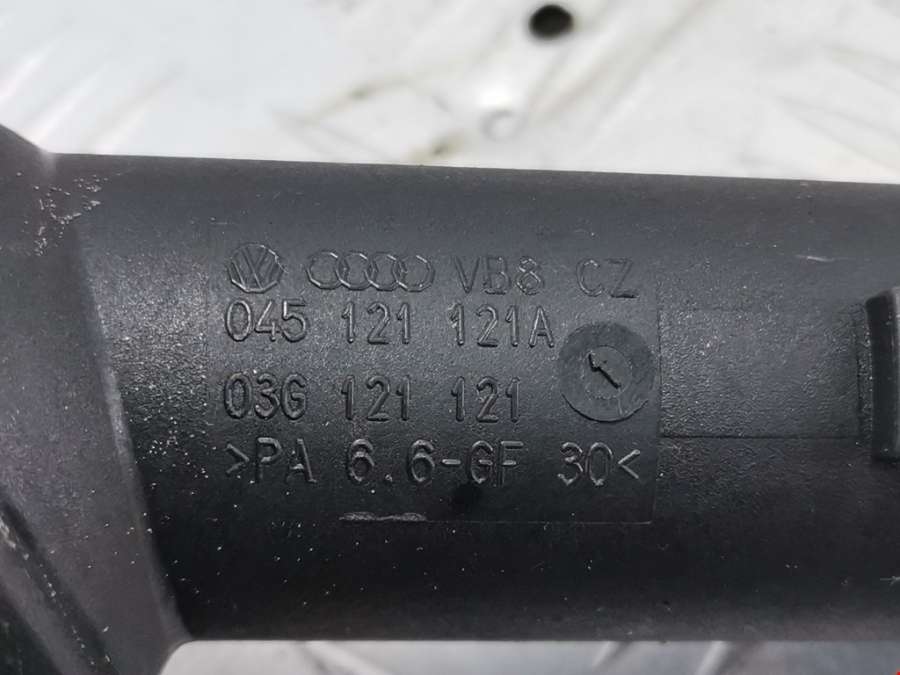 VB8 CZ
045 121 121A
03G 121 121
>PA 6.6-GF 30<